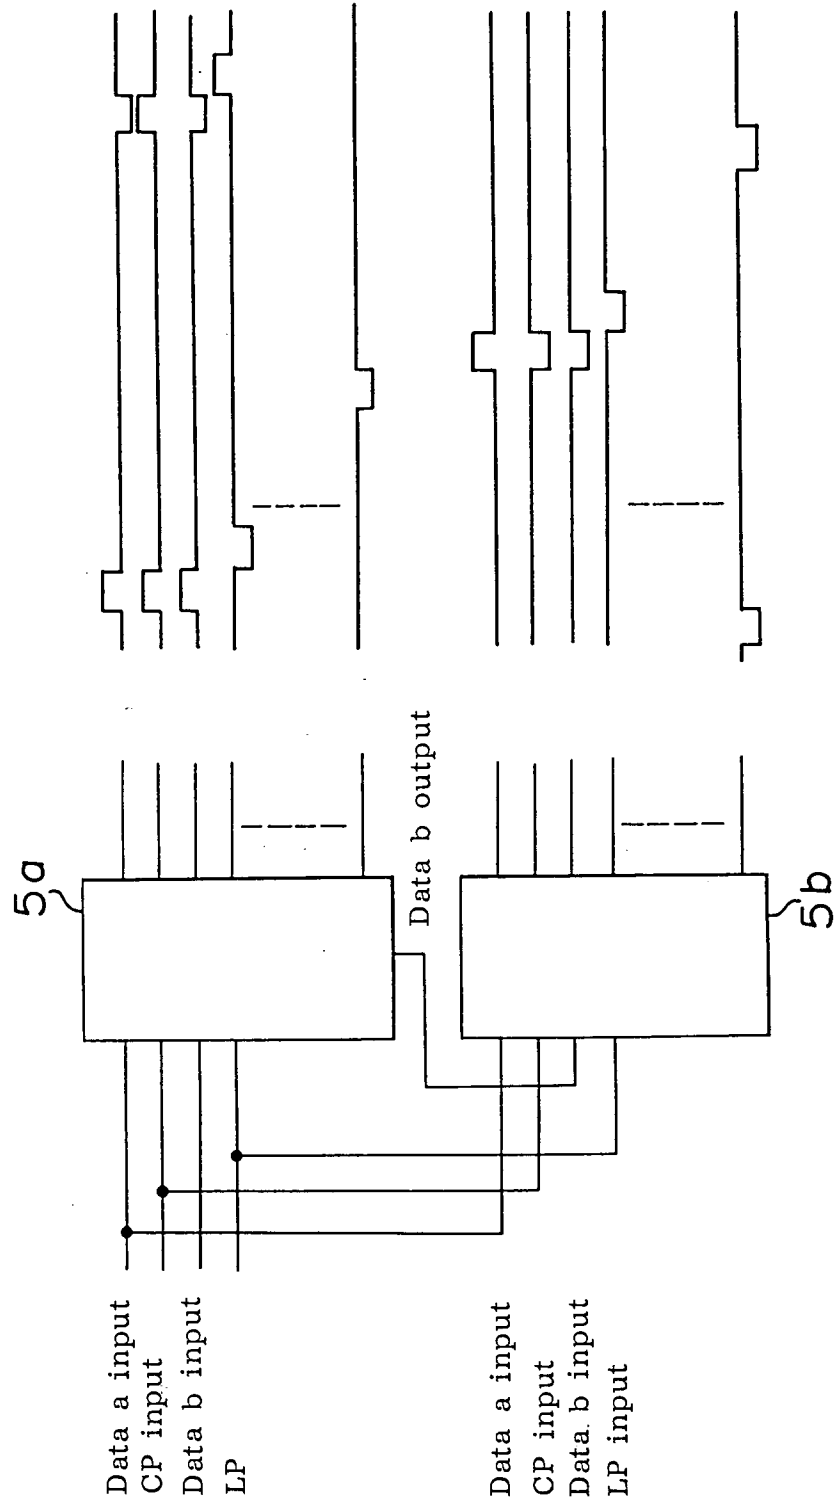 Data a input
CP input
Data b input
LP
5a
Data b output
Data a input
CP input
Data b input
LP input
5b